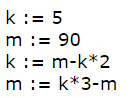 k := 5
m := 90
k := m-k*2
m := k*3-m